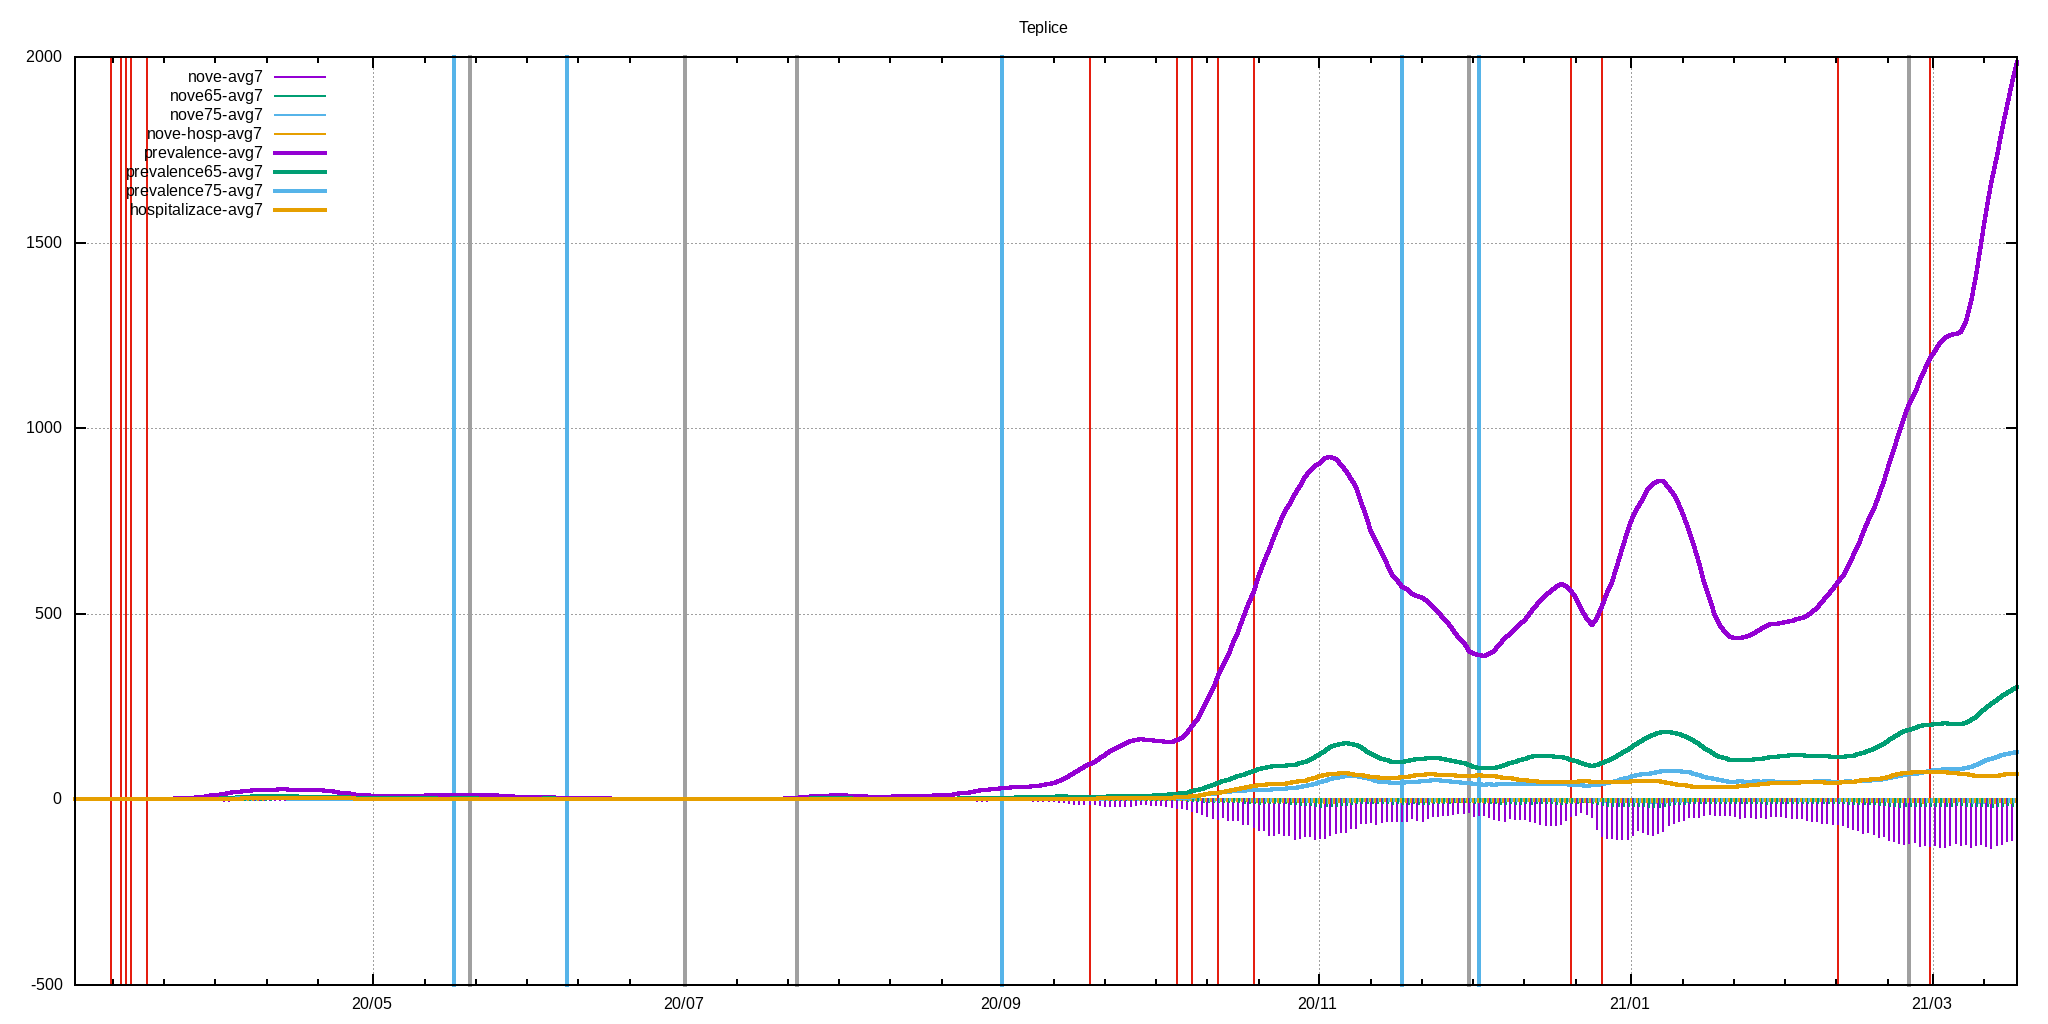 Teplice
2000
1500
1000
500
0
-500
nove-avg7
nove65-avg7
nove75-avg7
nove-hosp-avg7
prevalence-avg7
prevalence65-avg7
prevalence75-avg7
hospitalizace-avg7
20/05 20/07 20/09 20/11 21/01 21/03